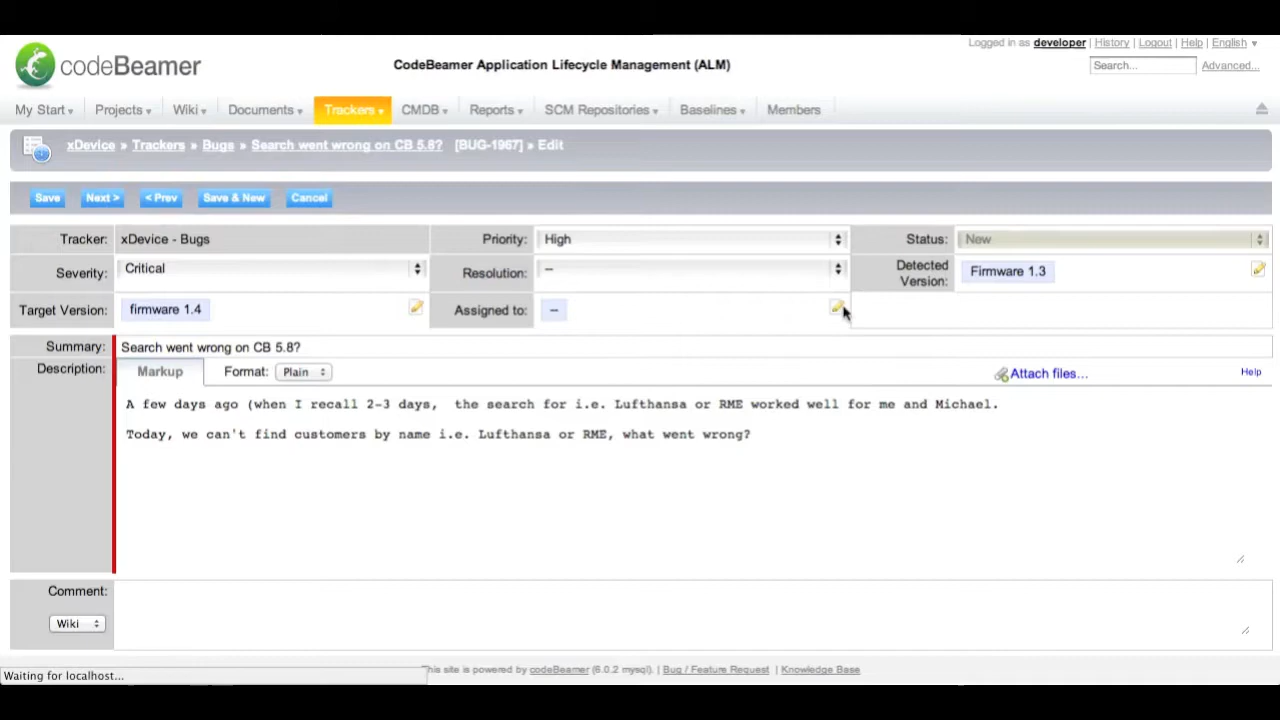 Logged in as developer | History | Logout | Help | English
codeBeamer
CodeBeamer Application Lifecycle Management (ALM)
Search... Advanced...
My Start Projects Wiki Documents Trackers CMDB Reports SCM Repositories Baselines Members
xDevice » Trackers » Bugs » Search went wrong on CB 5.8? [BUG-1967] » Edit
Save Next > < Prev Save & New Cancel
Tracker: xDevice - Bugs Priority: High Status: New
Severity: Critical Resolution: -- Detected Version: Firmware 1.3
Target Version: firmware 1.4 Assigned to: --
Summary: Search went wrong on CB 5.8?
Description: Markup Format: Plain Attach files... Help
A few days ago (when I recall 2-3 days, the search for i.e. Lufthansa or RME worked well for me and Michael.
Today, we can't find customers by name i.e. Lufthansa or RME, what went wrong?
Comment:
Wiki
This site is powered by codeBeamer (6.0.2 mysql). | Bug / Feature Request | Knowledge Base
Waiting for localhost...